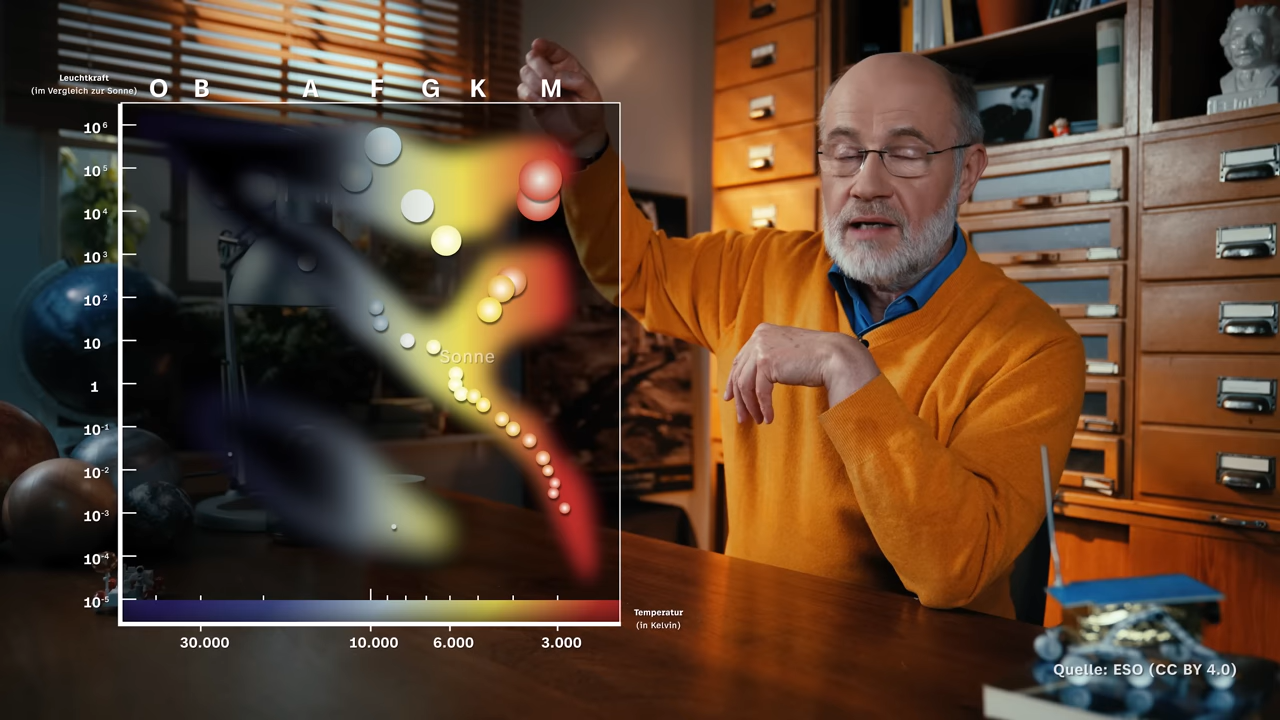 Leuchtkraft
(im Vergleich zur Sonne)
O B A F G K M
10⁶
10⁵
10⁴
10³
10²
10
1
10⁻¹
10⁻²
10⁻³
10⁻⁴
10⁻⁵
Sonne
30.000 10.000 6.000 3.000
Temperatur
(in Kelvin)
Quelle: ESO (CC BY 4.0)